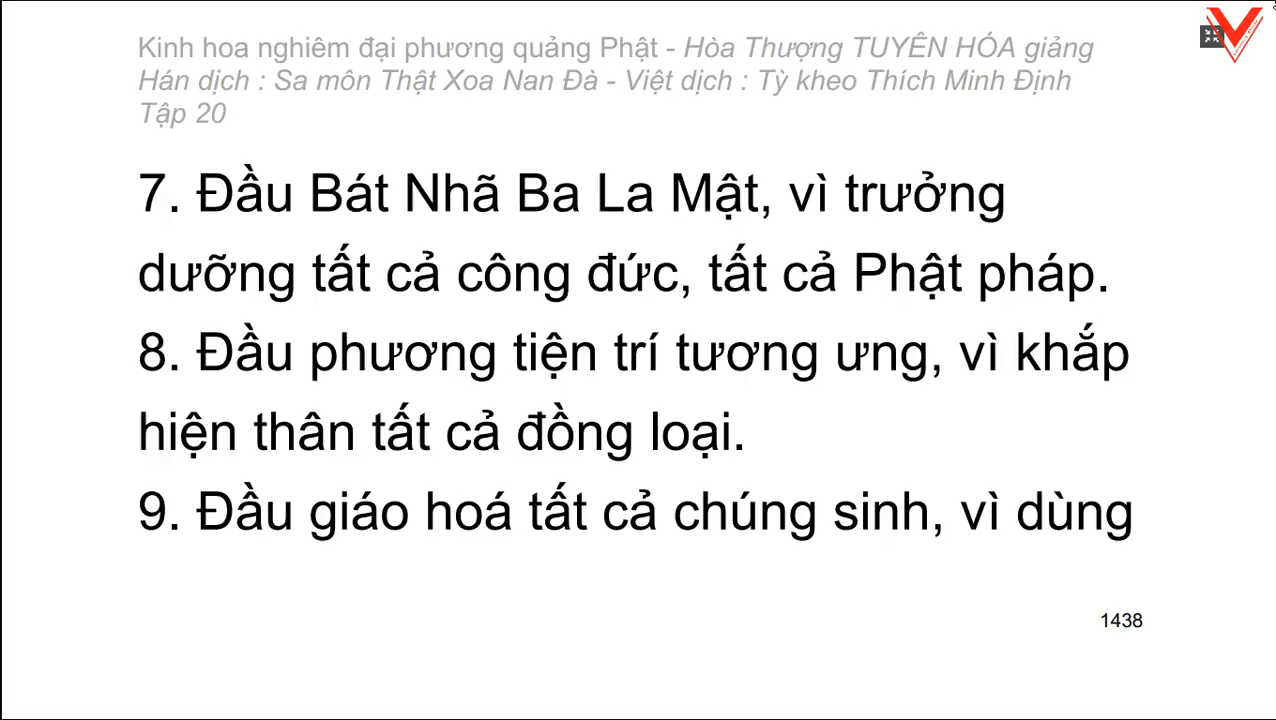 Kinh hoa nghiêm đại phương quảng Phật - Hòa Thượng TUYÊN HÓA giảng
Hán dịch : Sa môn Thật Xoa Nan Đà - Việt dịch : Tỳ kheo Thích Minh Định
Tập 20
7. Đầu Bát Nhã Ba La Mật, vì trưởng
dưỡng tất cả công đức, tất cả Phật pháp.
8. Đầu phương tiện trí tương ưng, vì khắp
hiện thân tất cả đồng loại.
9. Đầu giáo hoá tất cả chúng sinh, vì dùng
1438